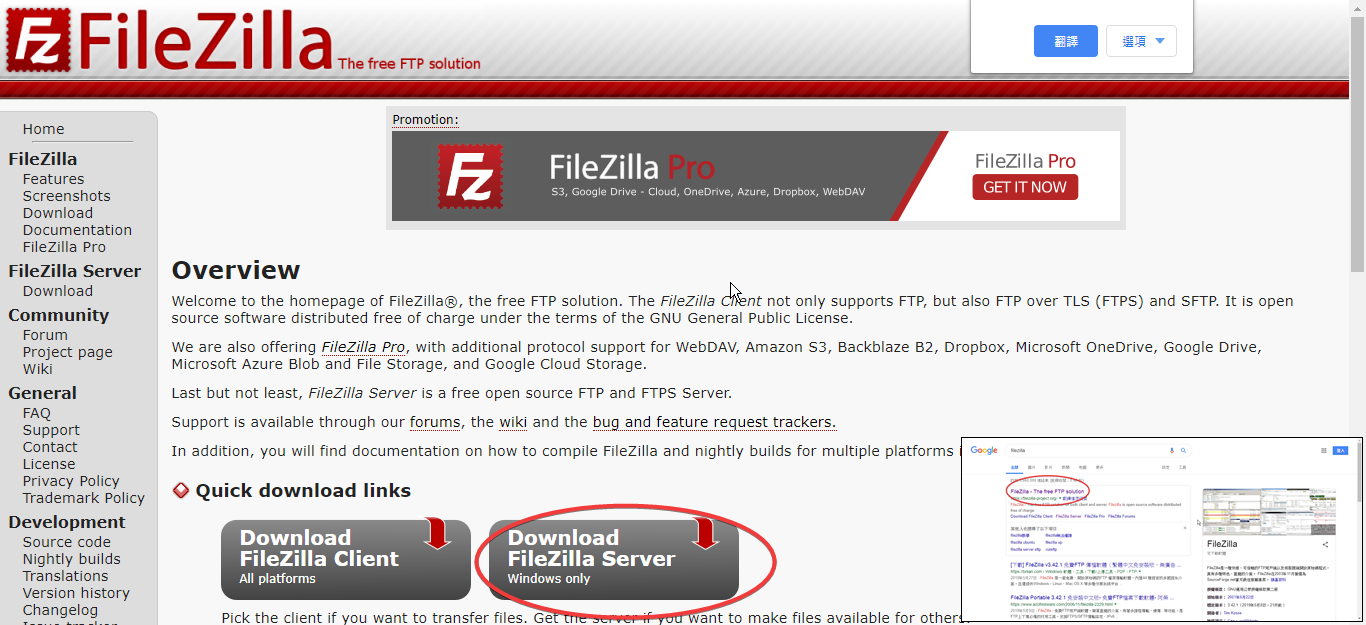 FileZilla The free FTP solution
翻譯
選項
Home
FileZilla
Features
Screenshots
Download
Documentation
FileZilla Pro
FileZilla Server
Download
Community
Forum
Project page
Wiki
General
FAQ
Support
Contact
License
Privacy Policy
Trademark Policy
Development
Source code
Nightly builds
Translations
Version history
Changelog
Issue tracker
Promotion:
FileZilla Pro
S3, Google Drive - Cloud, OneDrive, Azure, Dropbox, WebDAV
FileZilla Pro
GET IT NOW
Overview
Welcome to the homepage of FileZilla®, the free FTP solution. The FileZilla Client not only supports FTP, but also FTP over TLS (FTPS) and SFTP. It is open
source software distributed free of charge under the terms of the GNU General Public License.
We are also offering FileZilla Pro, with additional protocol support for WebDAV, Amazon S3, Backblaze B2, Dropbox, Microsoft OneDrive, Google Drive,
Microsoft Azure Blob and File Storage, and Google Cloud Storage.
Last but not least, FileZilla Server is a free open source FTP and FTPS Server.
Support is available through our forums, the wiki and the bug and feature request trackers.
In addition, you will find documentation on how to compile FileZilla and nightly builds for multiple platforms
Quick download links
Download
FileZilla Client
All platforms
Download
FileZilla Server
Windows only
Pick the client if you want to transfer files. Get the server if you want to make files available for others.
Google
filezilla
FileZilla - The free FTP solution
Download FileZilla Client · FileZilla Server · FileZilla Pro · FileZilla Forums
FileZilla